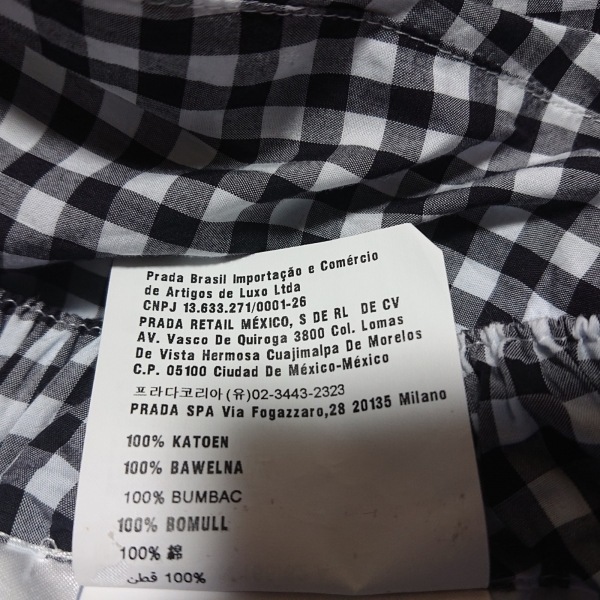 Prada Brasil Importação e Comércio
de Artigos de Luxo Ltda
CNPJ 13.633.271/0001-26
PRADA RETAIL MÉXICO, S DE RL DE CV
AV. Vasco De Quiroga 3800 Col. Lomas
De Vista Hermosa Cuajimalpa De Morelos
C.P. 05100 Ciudad De México-México
프라다코리아(유)02-3443-2323
PRADA SPA Via Fogazzaro,28 20135 Milano
100% KATOEN
100% BAWELNA
100% BUMBAC
100% BOMULL
100% 綿
100% قطن